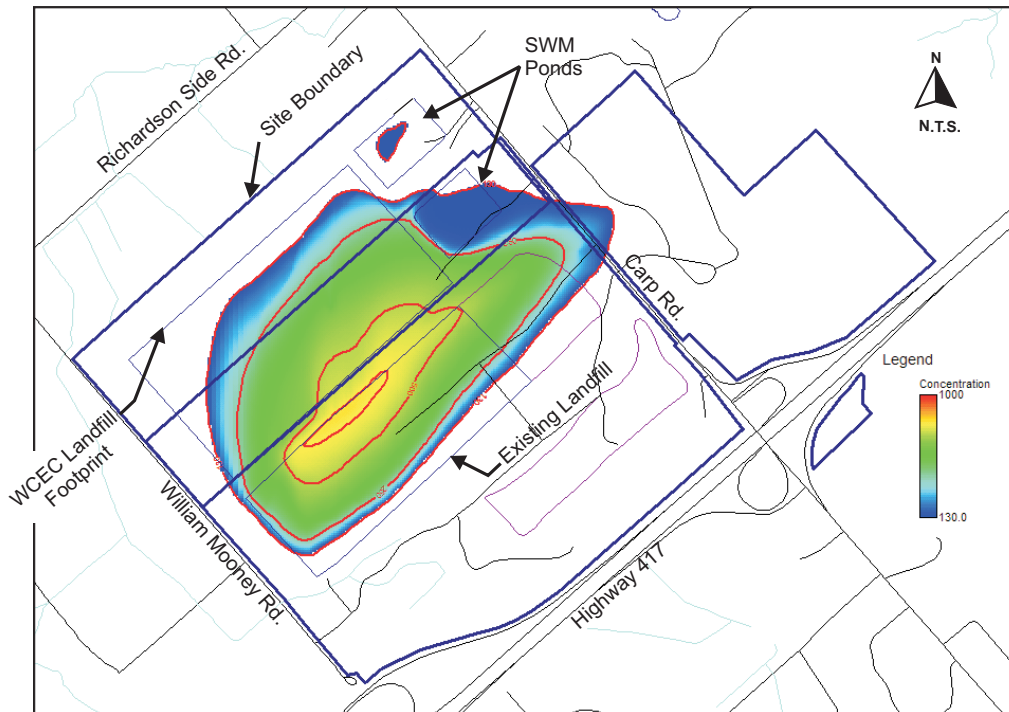 SWM
Ponds
Richardson Side Rd.
Site Boundary
N
N.T.S.
Carp Rd.
Legend
Concentration
1000
130.0
Existing Landfill
WCEC Landfill
Footprint
William Mooney Rd.
Highway 417